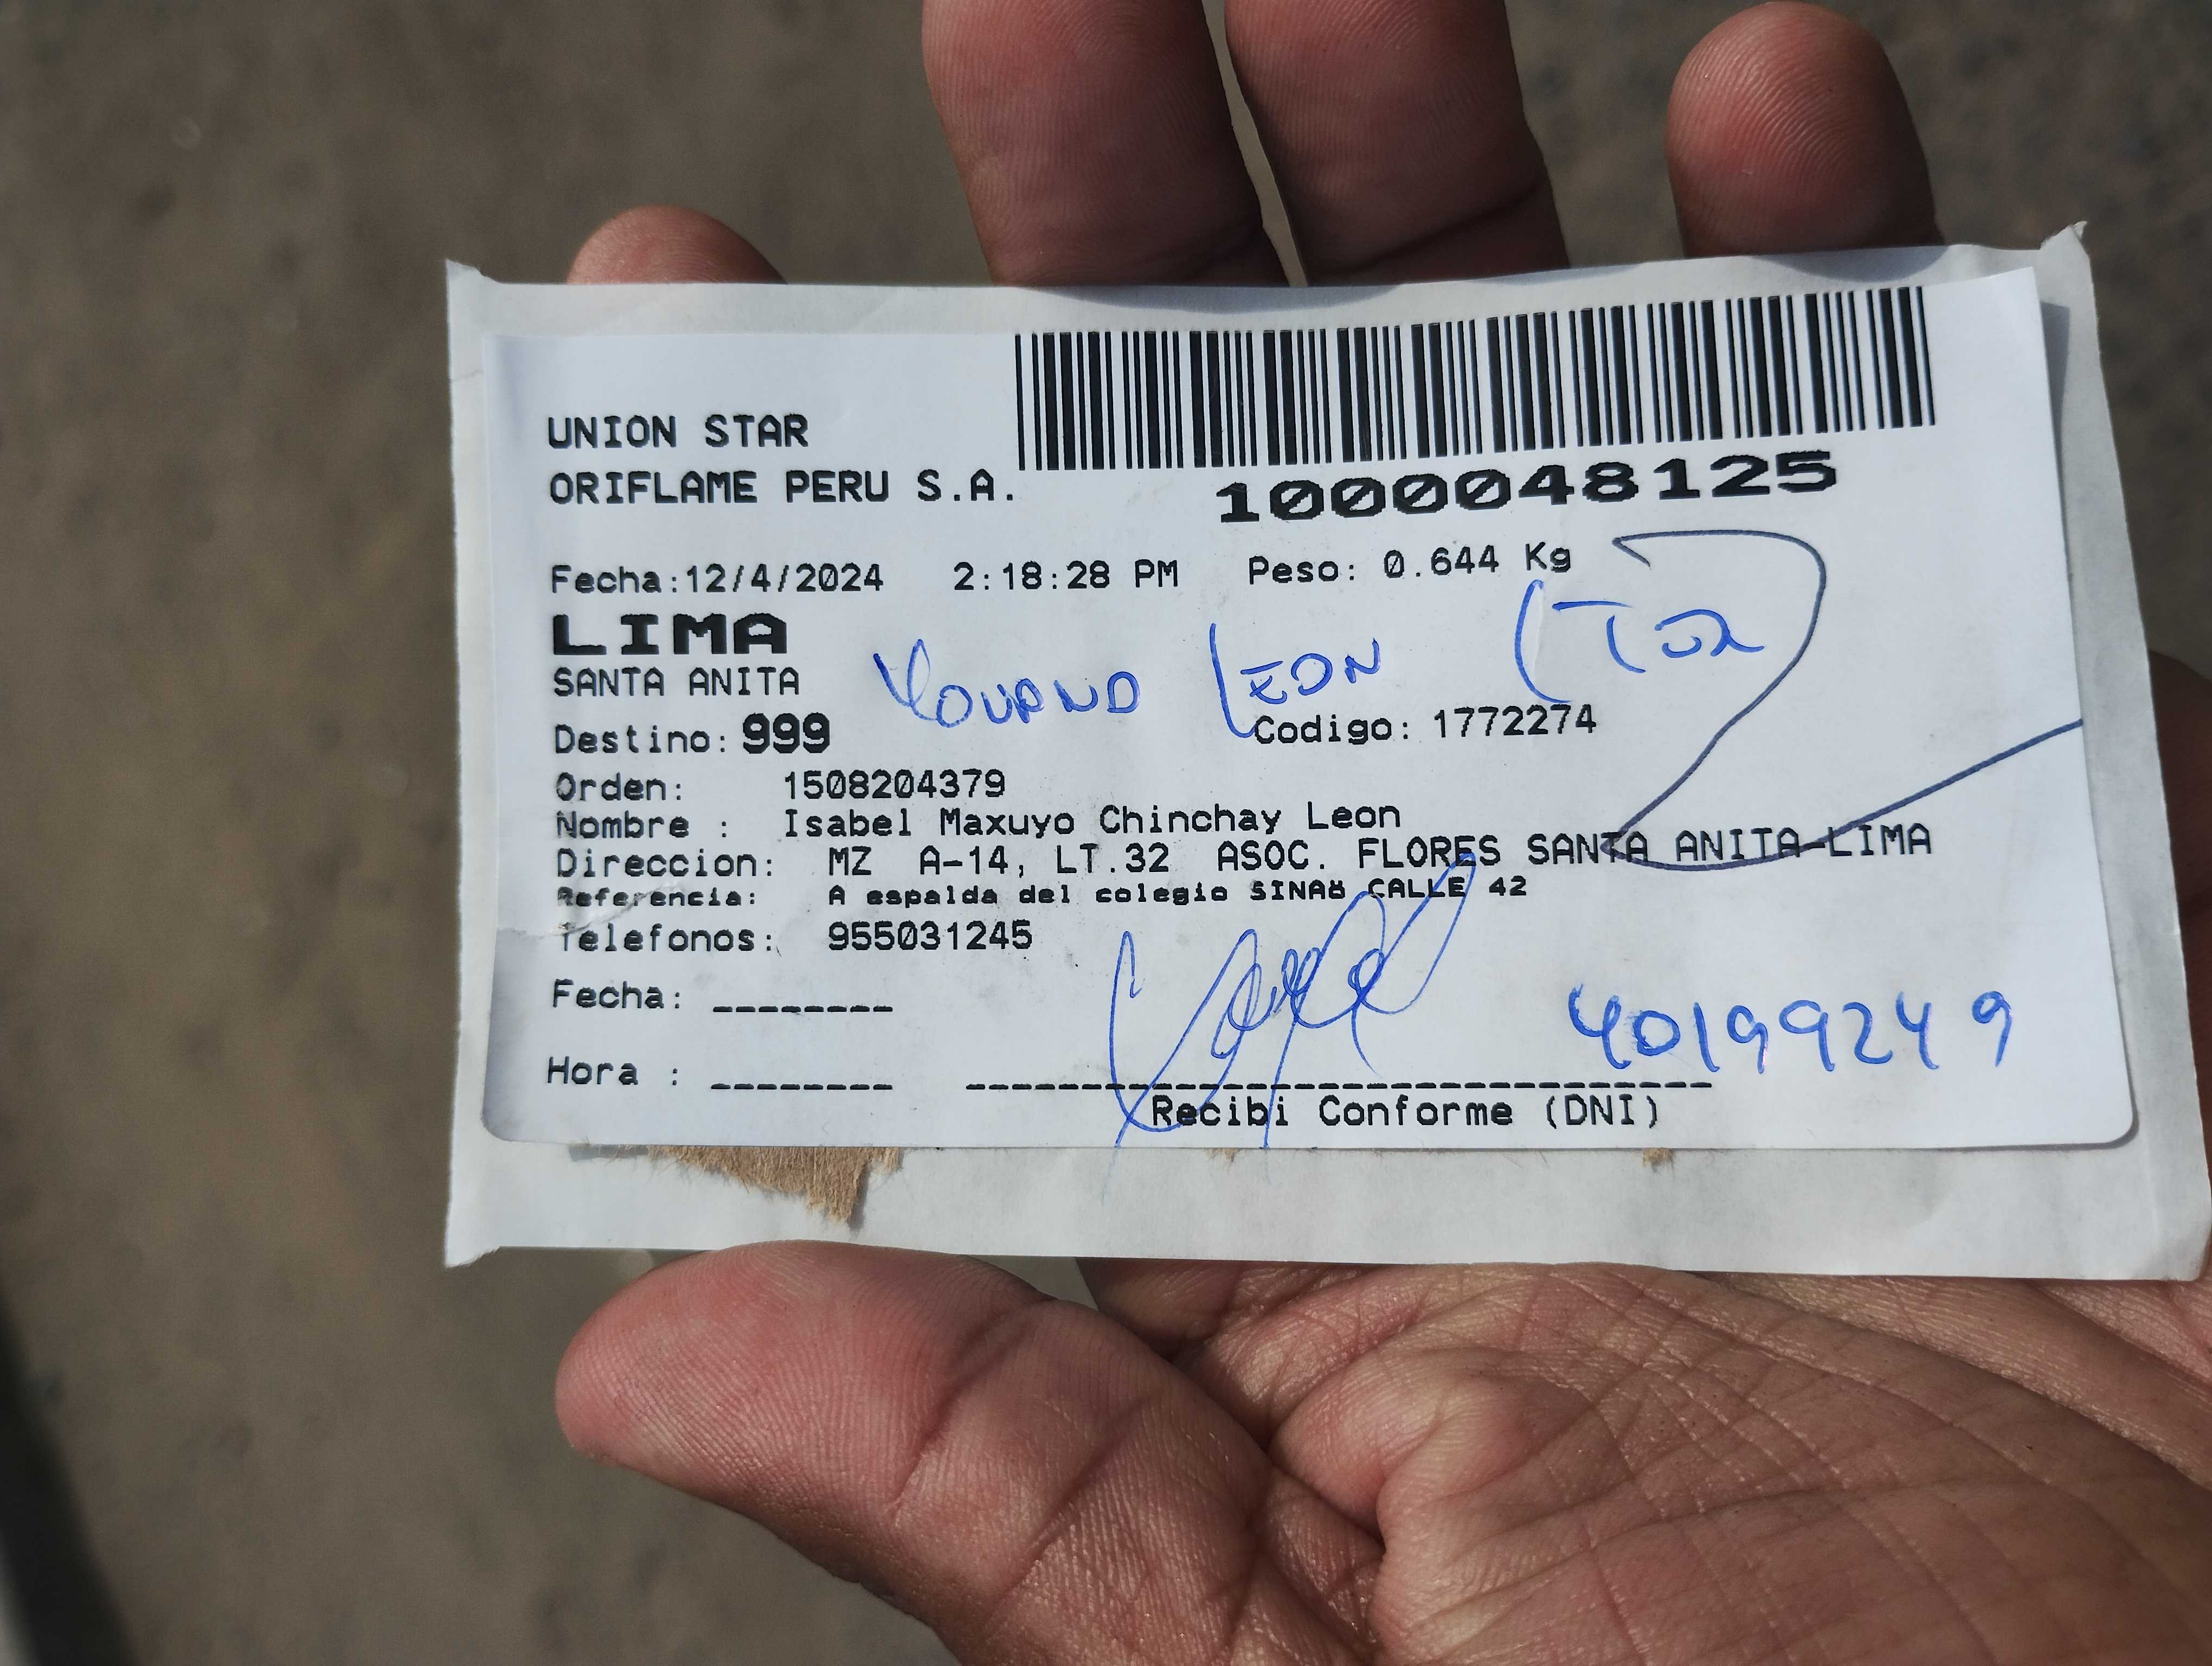 UNION STAR
ORIFLAME PERU S.A.
1000048125
Fecha:12/4/2024 2:18:28 PM Peso: 0.644 Kg
LIMA
SANTA ANITA
LEON
Destino: 999 Codigo: 1772274
Orden: 1508204379
Nombre : Isabel Maxuyo Chinchay Leon
Direccion: MZ A-14, LT.32 ASOC. FLORES SANTA ANITA-LIMA
Referencia: A espalda del colegio CALLE 42
Telefonos: 955031245
Fecha: ________
40199249
Hora : ________
Recibi Conforme (DNI)